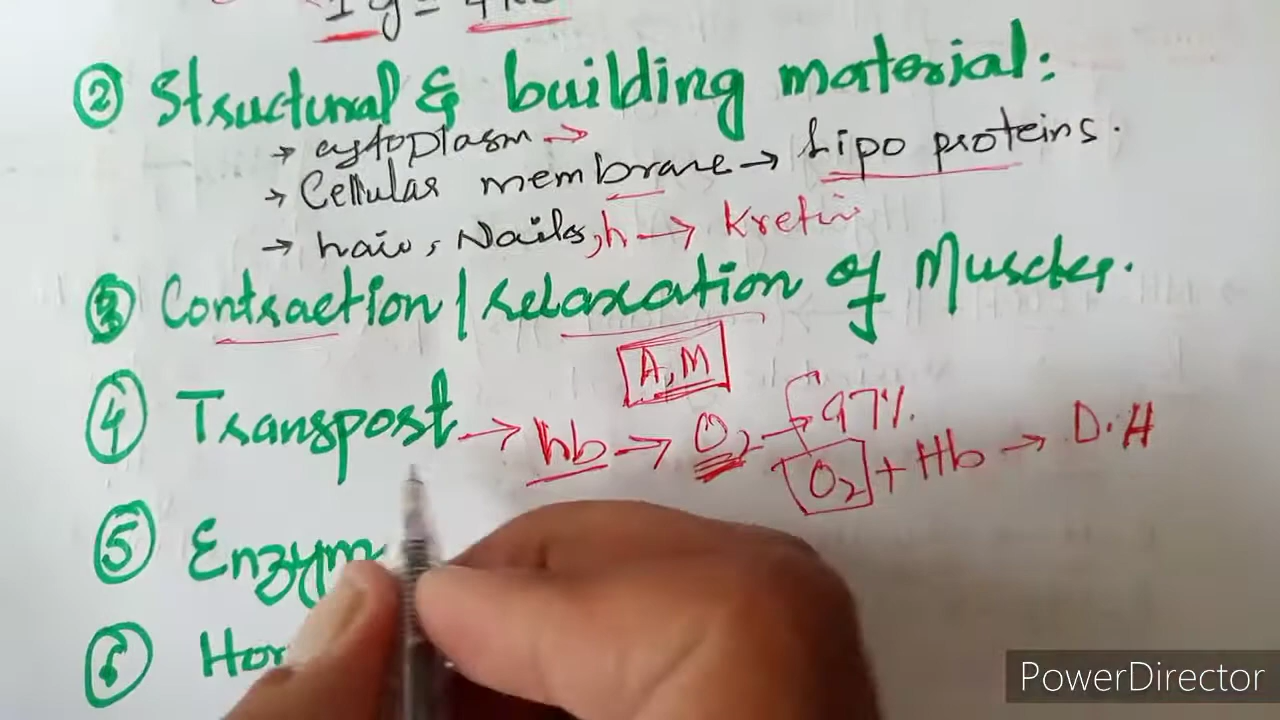 ② Structural & building material:
→ cytoplasm →
→ Cellular membrane → Lipo proteins.
→ hair, Nails, h → Kretin
③ Contraction / relaxation of Muscles.
A, M
④ Transport → hb → O₂ → 97%.
O₂ + Hb → D.H
⑤ Enzym
⑥ Hor
PowerDirector